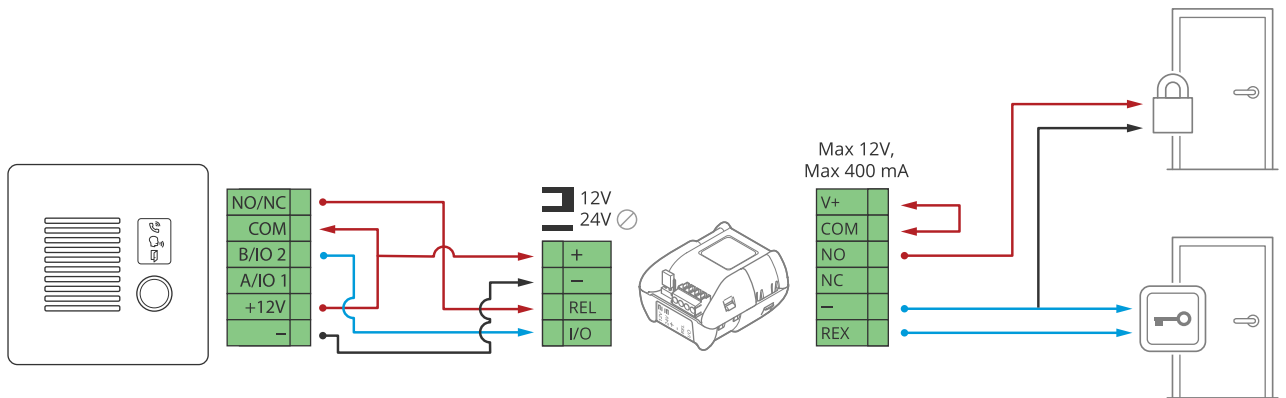 NO/NC
COM
B/IO 2
A/IO 1
+12V
−
12V
24V
+
−
REL
I/O
Max 12V,
Max 400 mA
V+
COM
NO
NC
−
REX